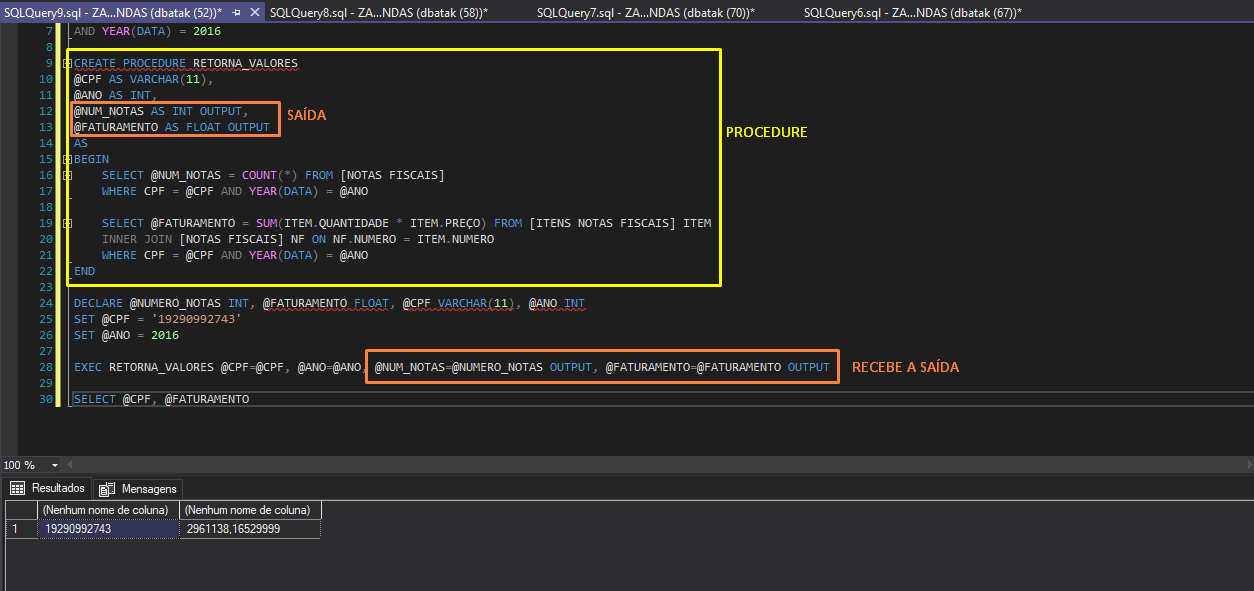 SQLQuery9.sql - ZA...NDAS (dbatak (52))* SQLQuery8.sql - ZA...NDAS (dbatak (58))* SQLQuery7.sql - ZA...NDAS (dbatak (70))* SQLQuery6.sql - ZA...NDAS (dbatak (67))*
7 AND YEAR(DATA) = 2016
8
9 CREATE PROCEDURE RETORNA_VALORES
10 @CPF AS VARCHAR(11),
11 @ANO AS INT,
12 @NUM_NOTAS AS INT OUTPUT,
SAÍDA
13 @FATURAMENTO AS FLOAT OUTPUT
PROCEDURE
14 AS
15 BEGIN
16 SELECT @NUM_NOTAS = COUNT(*) FROM [NOTAS FISCAIS]
17 WHERE CPF = @CPF AND YEAR(DATA) = @ANO
18
19 SELECT @FATURAMENTO = SUM(ITEM.QUANTIDADE * ITEM.PREÇO) FROM [ITENS NOTAS FISCAIS] ITEM
20 INNER JOIN [NOTAS FISCAIS] NF ON NF.NUMERO = ITEM.NUMERO
21 WHERE CPF = @CPF AND YEAR(DATA) = @ANO
22 END
23
24 DECLARE @NUMERO_NOTAS INT, @FATURAMENTO FLOAT, @CPF VARCHAR(11), @ANO INT
25 SET @CPF = '19290992743'
26 SET @ANO = 2016
27
28 EXEC RETORNA_VALORES @CPF=@CPF, @ANO=@ANO, @NUM_NOTAS=@NUMERO_NOTAS OUTPUT, @FATURAMENTO=@FATURAMENTO OUTPUT RECEBE A SAÍDA
29
30 SELECT @CPF, @FATURAMENTO
100 %
Resultados Mensagens
(Nenhum nome de coluna) (Nenhum nome de coluna)
1 19290992743 2961138,16529999